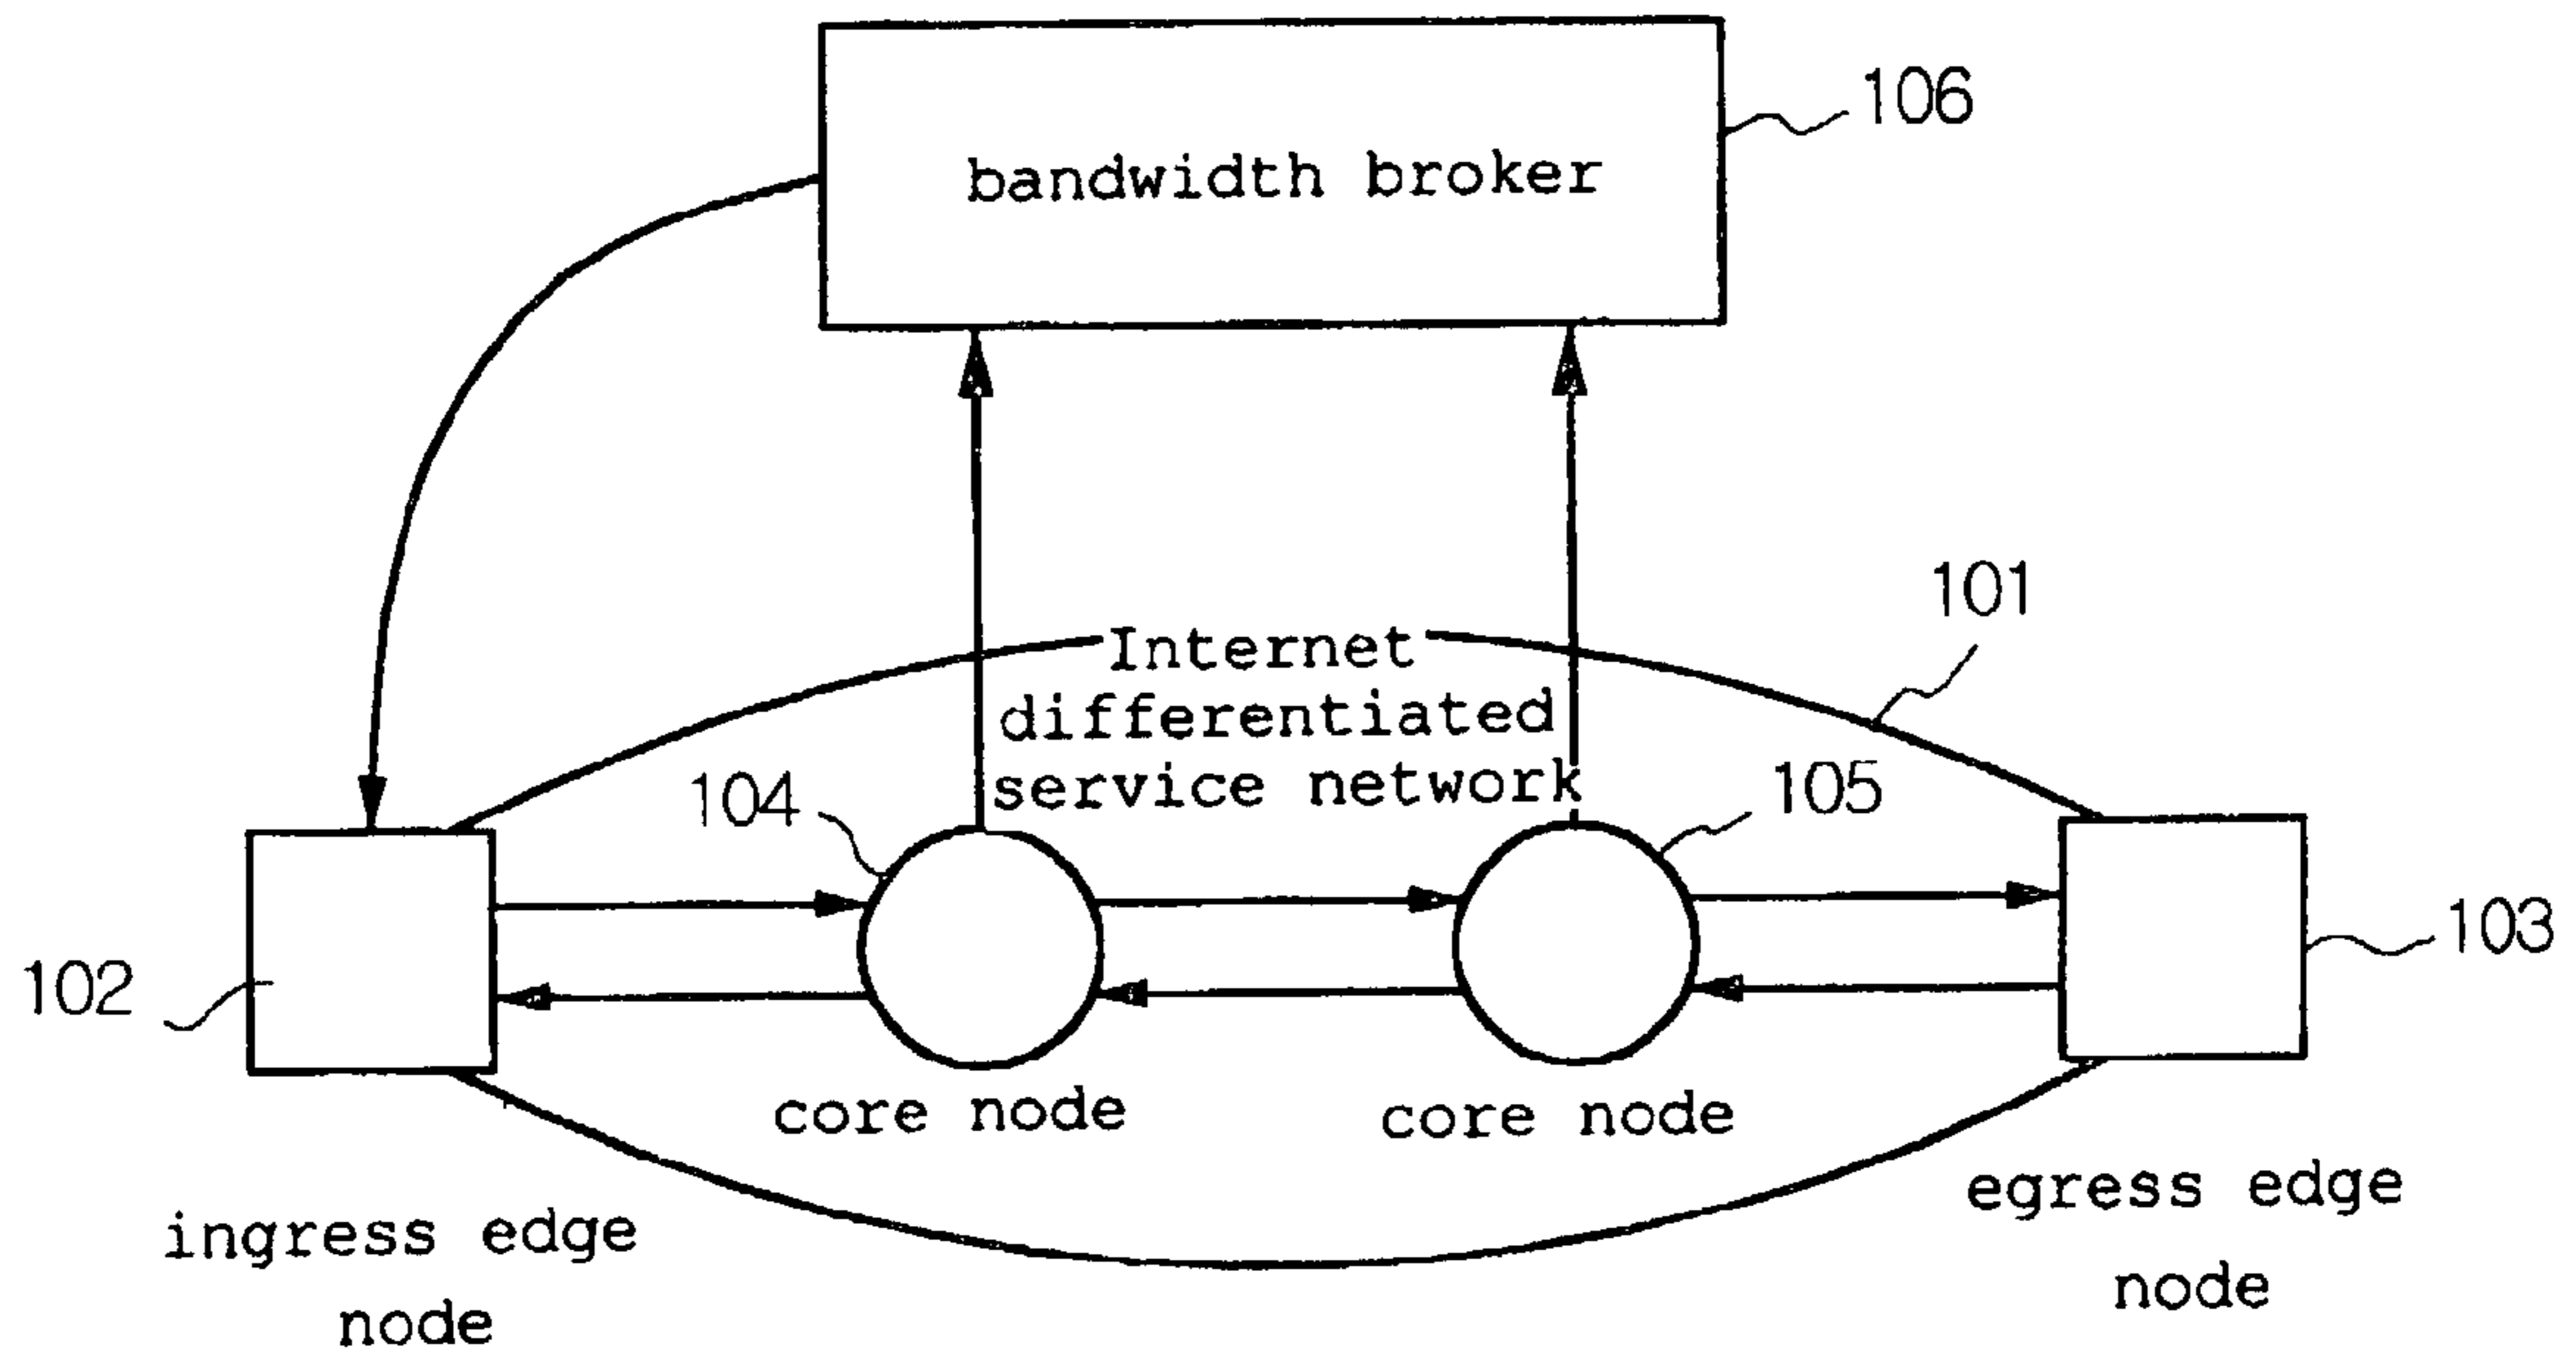 106
bandwidth broker
101
Internet
differentiated
service network
104
105
102
103
core node
core node
ingress edge
node
egress edge
node